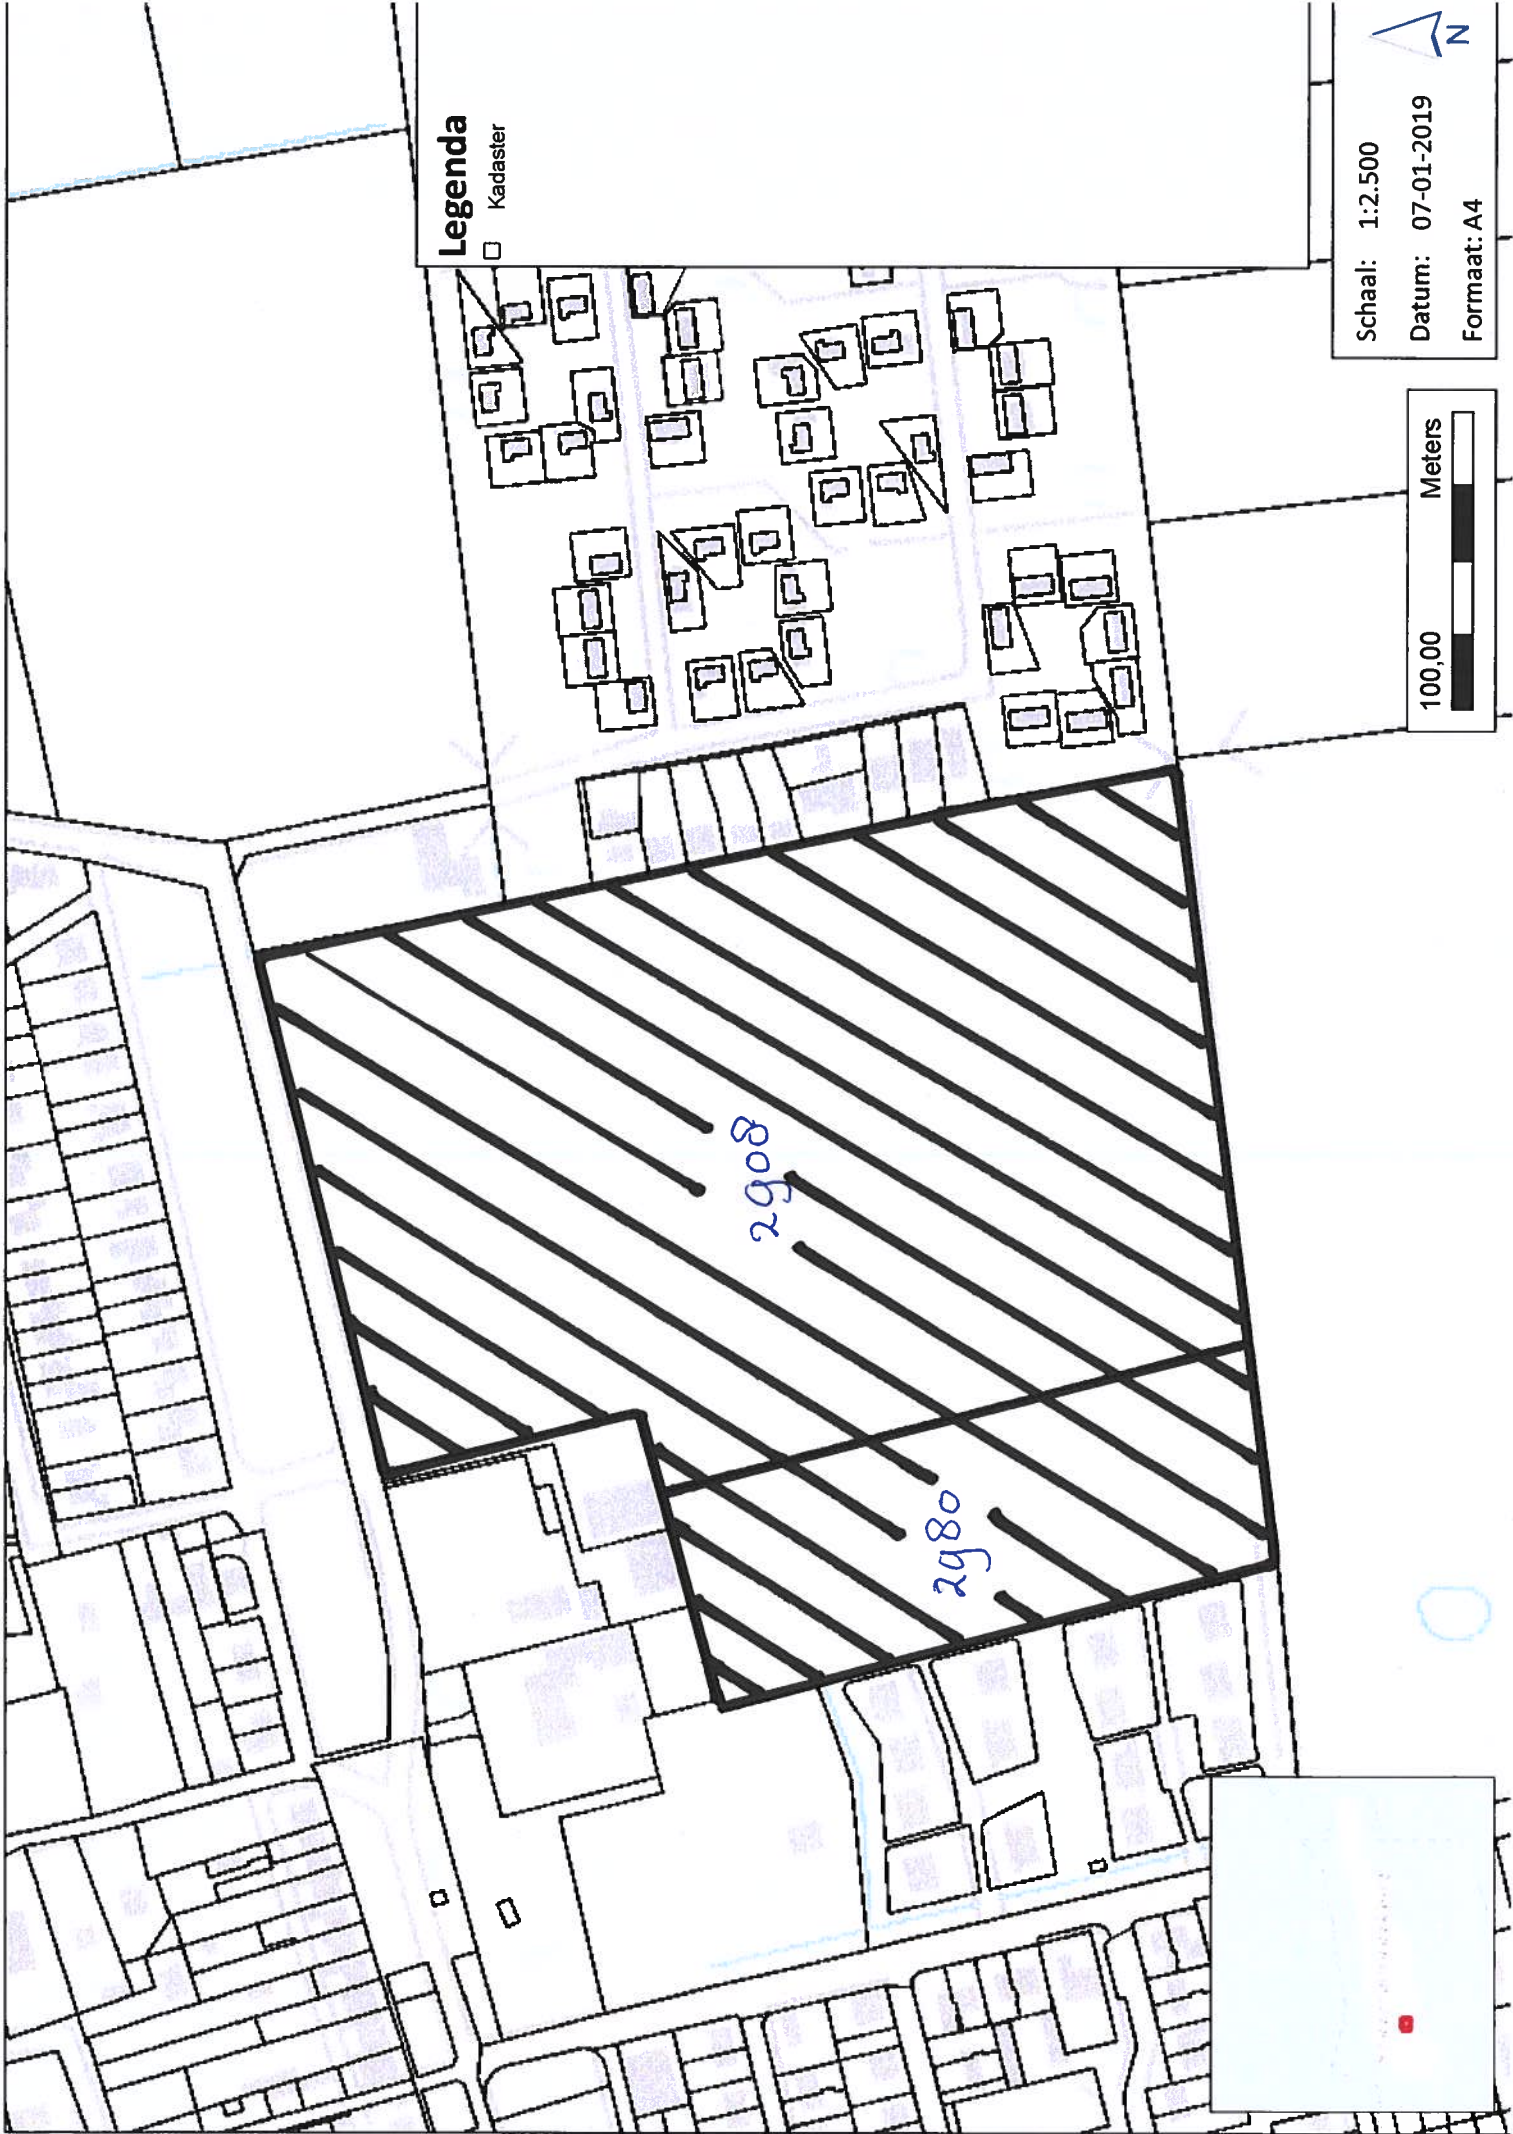 Legenda
Kadaster
2908
2980
100,00 Meters
Schaal: 1:2.500
Datum: 07-01-2019
Formaat: A4
N